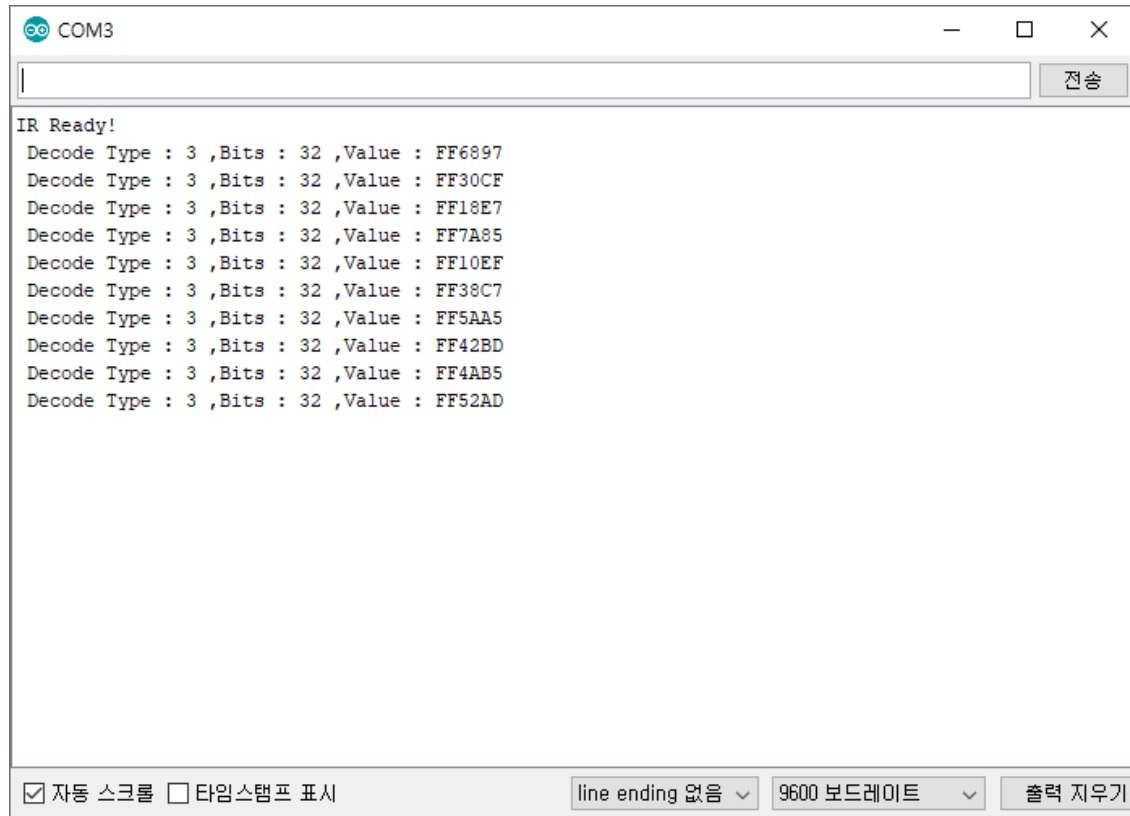 COM3
전송
IR Ready!
Decode Type : 3 ,Bits : 32 ,Value : FF6897
Decode Type : 3 ,Bits : 32 ,Value : FF30CF
Decode Type : 3 ,Bits : 32 ,Value : FF18E7
Decode Type : 3 ,Bits : 32 ,Value : FF7A85
Decode Type : 3 ,Bits : 32 ,Value : FF10EF
Decode Type : 3 ,Bits : 32 ,Value : FF38C7
Decode Type : 3 ,Bits : 32 ,Value : FF5AA5
Decode Type : 3 ,Bits : 32 ,Value : FF42BD
Decode Type : 3 ,Bits : 32 ,Value : FF4AB5
Decode Type : 3 ,Bits : 32 ,Value : FF52AD
자동 스크롤 타임스탬프 표시 line ending 없음 9600 보드레이트 출력 지우기